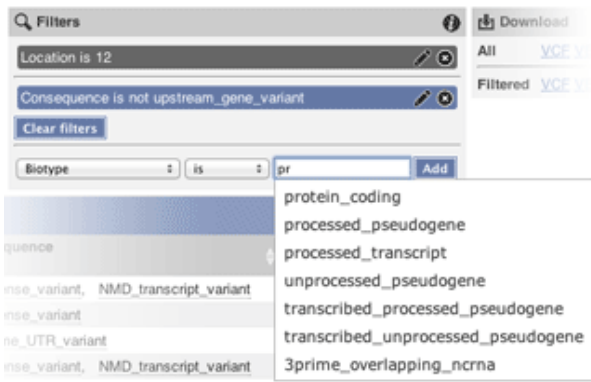 Filters
Download
Location is 12
All VCF
Consequence is not upstream_gene_variant
Filtered VCF
Clear filters
Biotype is pr Add
protein_coding
processed_pseudogene
processed_transcript
unprocessed_pseudogene
transcribed_processed_pseudogene
transcribed_unprocessed_pseudogene
3prime_overlapping_ncrna
quence
nse_variant, NMD_transcript_variant
nse_variant
me_UTR_variant
nse_variant, NMD_transcript_variant